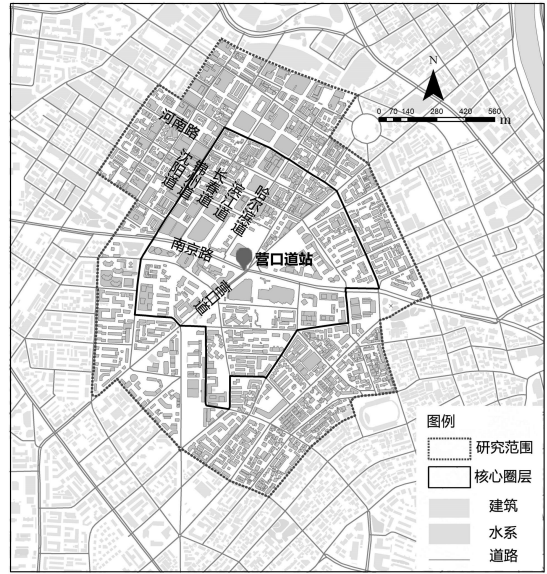 N
0 70 140 280 420 560
m
河南路
沈阳道
锦州道
长春道
滨江道
哈尔滨道
南京路
营口道站
营口道
图例
研究范围
核心圈层
建筑
水系
道路